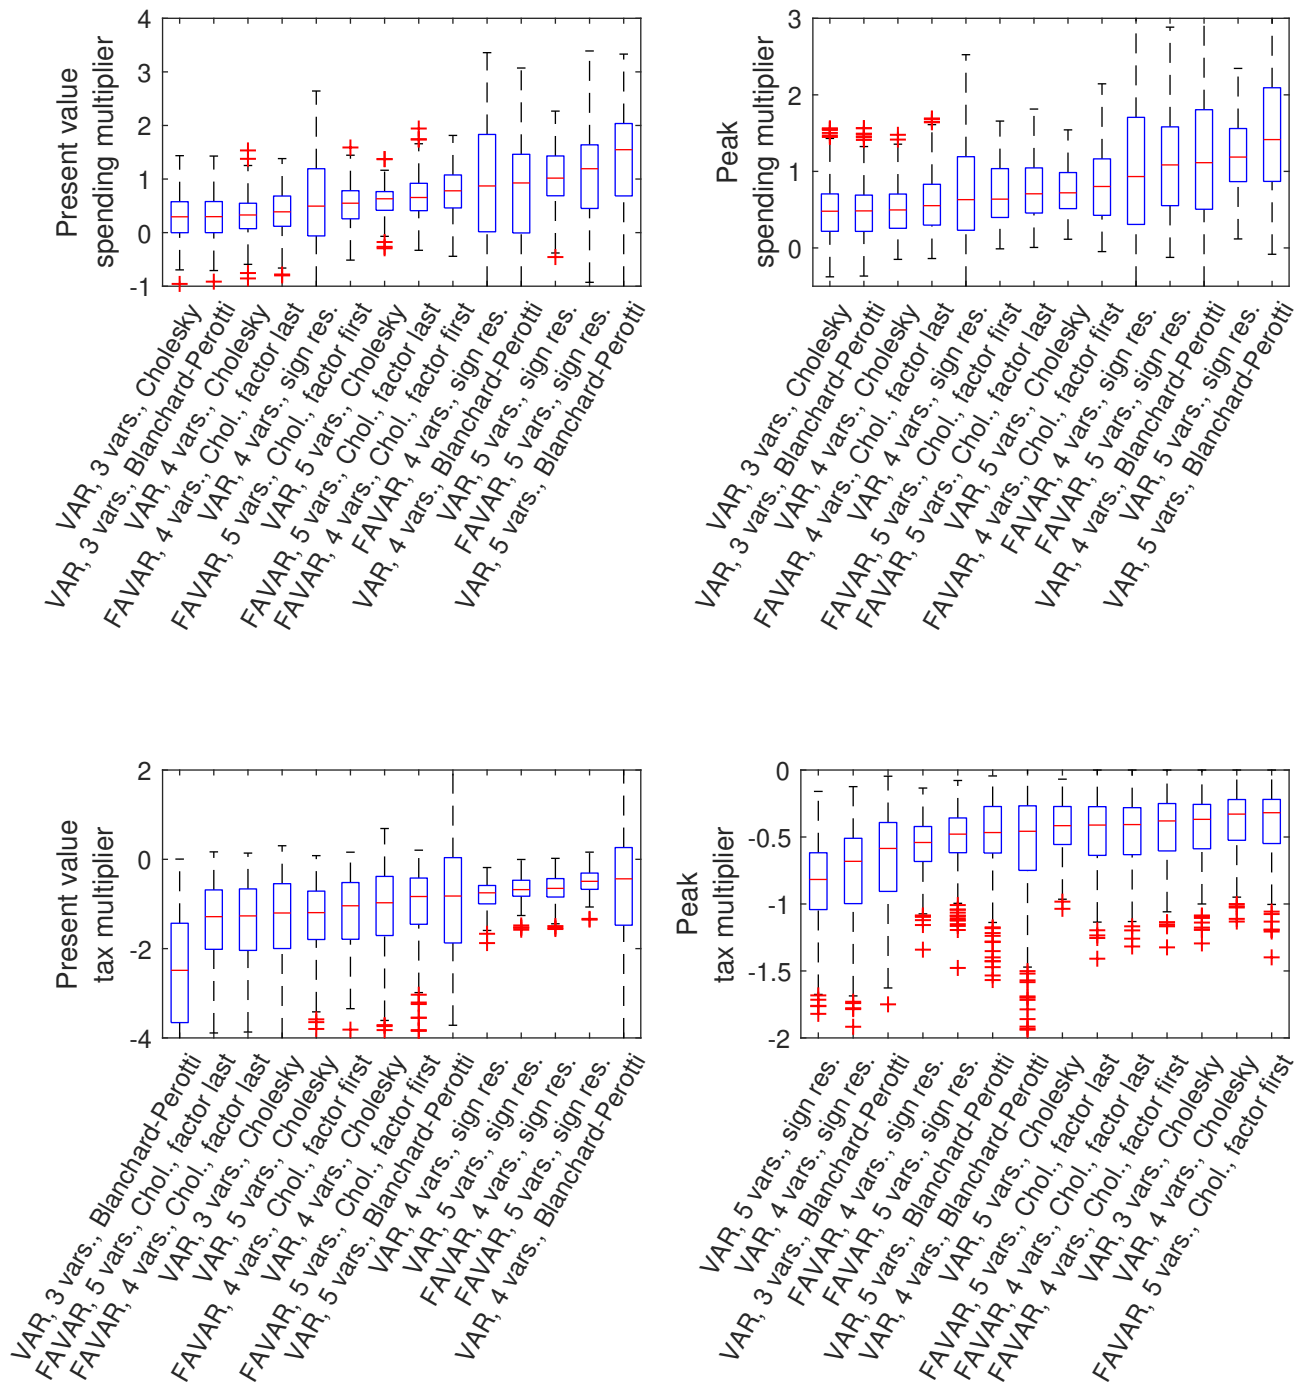 Present value
spending multiplier
4
3
2
1
0
-1
VAR, 3 vars., Cholesky
VAR, 3 vars., Blanchard-Perotti
VAR, 4 vars., Cholesky
FAVAR, 4 vars., Chol., factor last
VAR, 4 vars., sign res.
FAVAR, 5 vars., Chol., factor first
VAR, 5 vars., Cholesky
FAVAR, 5 vars., Chol., factor last
FAVAR, 4 vars., Chol., factor first
FAVAR, 4 vars., sign res.
VAR, 4 vars., Blanchard-Perotti
VAR, 5 vars., sign res.
FAVAR, 5 vars., sign res.
VAR, 5 vars., Blanchard-Perotti
Peak
spending multiplier
3
2
1
0
VAR, 3 vars., Cholesky
VAR, 3 vars., Blanchard-Perotti
VAR, 4 vars., Cholesky
FAVAR, 4 vars., Chol., factor last
VAR, 4 vars., sign res.
FAVAR, 5 vars., Chol., factor first
FAVAR, 5 vars., Chol., factor last
VAR, 5 vars., Cholesky
FAVAR, 4 vars., Chol., factor first
FAVAR, 4 vars., sign res.
FAVAR, 5 vars., sign res.
VAR, 4 vars., Blanchard-Perotti
VAR, 5 vars., sign res.
VAR, 5 vars., Blanchard-Perotti
Present value
tax multiplier
2
0
-2
-4
VAR, 3 vars., Blanchard-Perotti
FAVAR, 5 vars., Chol., factor last
FAVAR, 4 vars., Chol., factor last
VAR, 3 vars., Cholesky
VAR, 5 vars., Cholesky
FAVAR, 4 vars., Chol., factor first
VAR, 4 vars., Cholesky
FAVAR, 5 vars., Chol., factor first
VAR, 5 vars., Blanchard-Perotti
VAR, 4 vars., sign res.
VAR, 5 vars., sign res.
FAVAR, 4 vars., sign res.
FAVAR, 5 vars., sign res.
VAR, 4 vars., Blanchard-Perotti
Peak
tax multiplier
0
-0.5
-1
-1.5
-2
VAR, 5 vars., sign res.
VAR, 4 vars., sign res.
VAR, 3 vars., Blanchard-Perotti
FAVAR, 4 vars., sign res.
FAVAR, 5 vars., sign res.
VAR, 5 vars., Blanchard-Perotti
VAR, 4 vars., Blanchard-Perotti
VAR, 5 vars., Cholesky
FAVAR, 5 vars., Chol., factor last
FAVAR, 4 vars., Chol., factor last
FAVAR, 4 vars., Chol., factor first
VAR, 3 vars., Cholesky
VAR, 4 vars., Cholesky
FAVAR, 5 vars., Chol., factor first